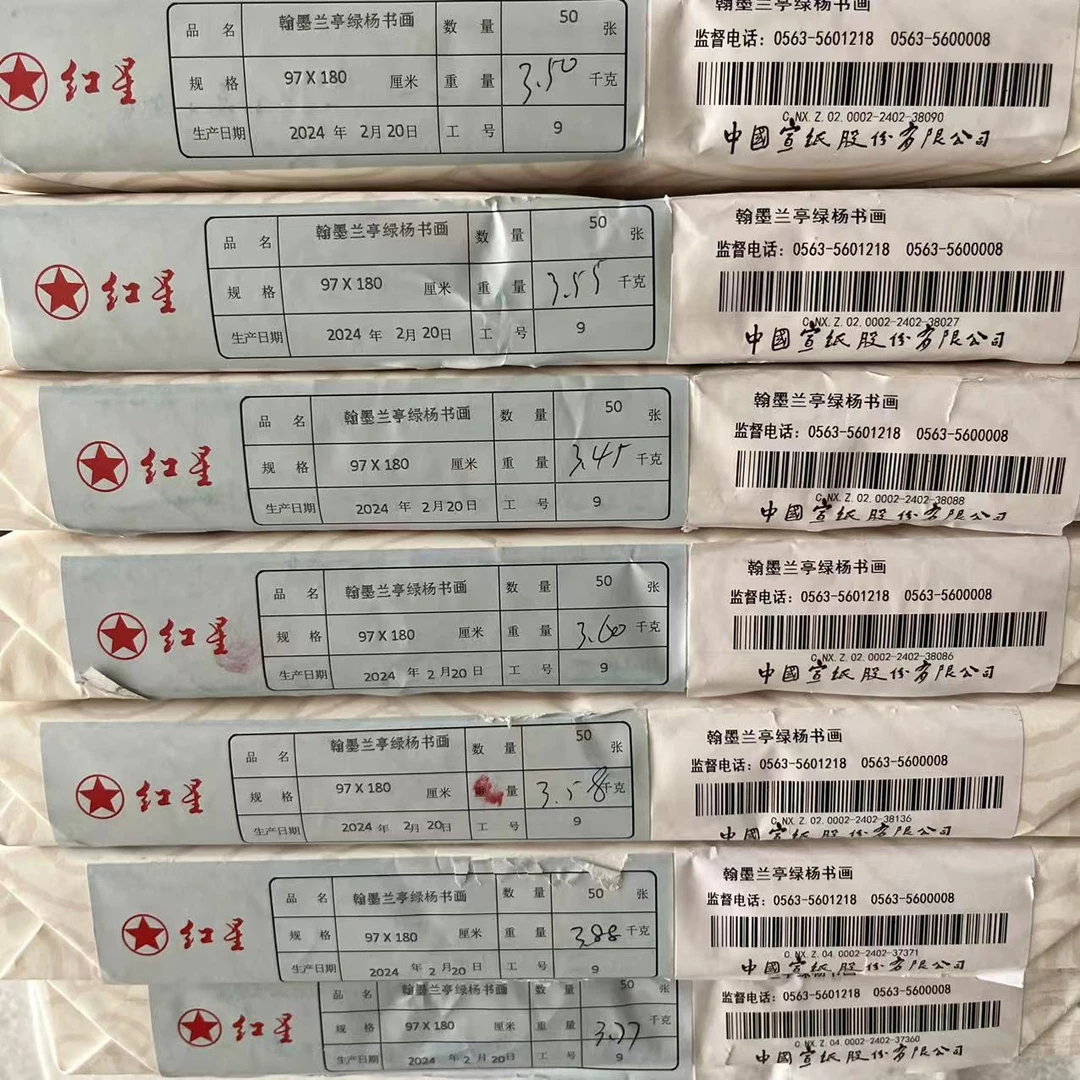 红星
品 名 翰墨兰亭绿杨书画 数 量 50 张
规 格 97 X 180 厘米 重 量 3.50 千克
生产日期 2024 年 2月20日 工 号 9
翰墨兰亭绿杨书画
监督电话：0563-5601218 0563-5600008
C_NX. Z. 02. 0002-2402-38090
中國宣纸股份有限公司
红星
品 名 翰墨兰亭绿杨书画 数 量 50 张
规 格 97 X 180 厘米 重 量 3.55 千克
生产日期 2024 年 2月20日 工 号 9
翰墨兰亭绿杨书画
监督电话：0563-5601218 0563-5600008
C_NX. Z. 02. 0002-2402-38027
中國宣纸股份有限公司
红星
品 名 翰墨兰亭绿杨书画 数 量 50 张
规 格 97 X 180 厘米 重 量 3.45 千克
生产日期 2024 年 2月20日 工 号 9
翰墨兰亭绿杨书画
监督电话：0563-5601218 0563-5600008
C_NX. Z. 02. 0002-2402-38088
中國宣纸股份有限公司
红星
品 名 翰墨兰亭绿杨书画 数 量 50 张
规 格 97 X 180 厘米 重 量 3.60 千克
生产日期 2024 年 2月20日 工 号 9
翰墨兰亭绿杨书画
监督电话：0563-5601218 0563-5600008
C_NX. Z. 02. 0002-2402-38086
中國宣纸股份有限公司
红星
品 名 翰墨兰亭绿杨书画 数 量 50 张
规 格 97 X 180 厘米 重 量 3.58 千克
生产日期 2024 年 2月20日 工 号 9
翰墨兰亭绿杨书画
监督电话：0563-5601218 0563-5600008
C_NX. Z. 02. 0002-2402-38136
中國宣纸股份有限公司
红星
品 名 翰墨兰亭绿杨书画 数 量 50 张
规 格 97 X 180 厘米 重 量 3.88 千克
生产日期 2024 年 2月20日 工 号 9
翰墨兰亭绿杨书画
监督电话：0563-5601218 0563-5600008
C_NX. Z. 04. 0002-2402-37371
中國宣纸股份有限公司
红星
品 名 翰墨兰亭绿杨书画 数 量 50 张
规 格 97 X 180 厘米 重 量 3.77 千克
生产日期 2024 年 2月20日 工 号 9
监督电话：0563-5601218 0563-5600008
C_NX. Z. 04. 0002-2402-37360
中國宣纸股份有限公司